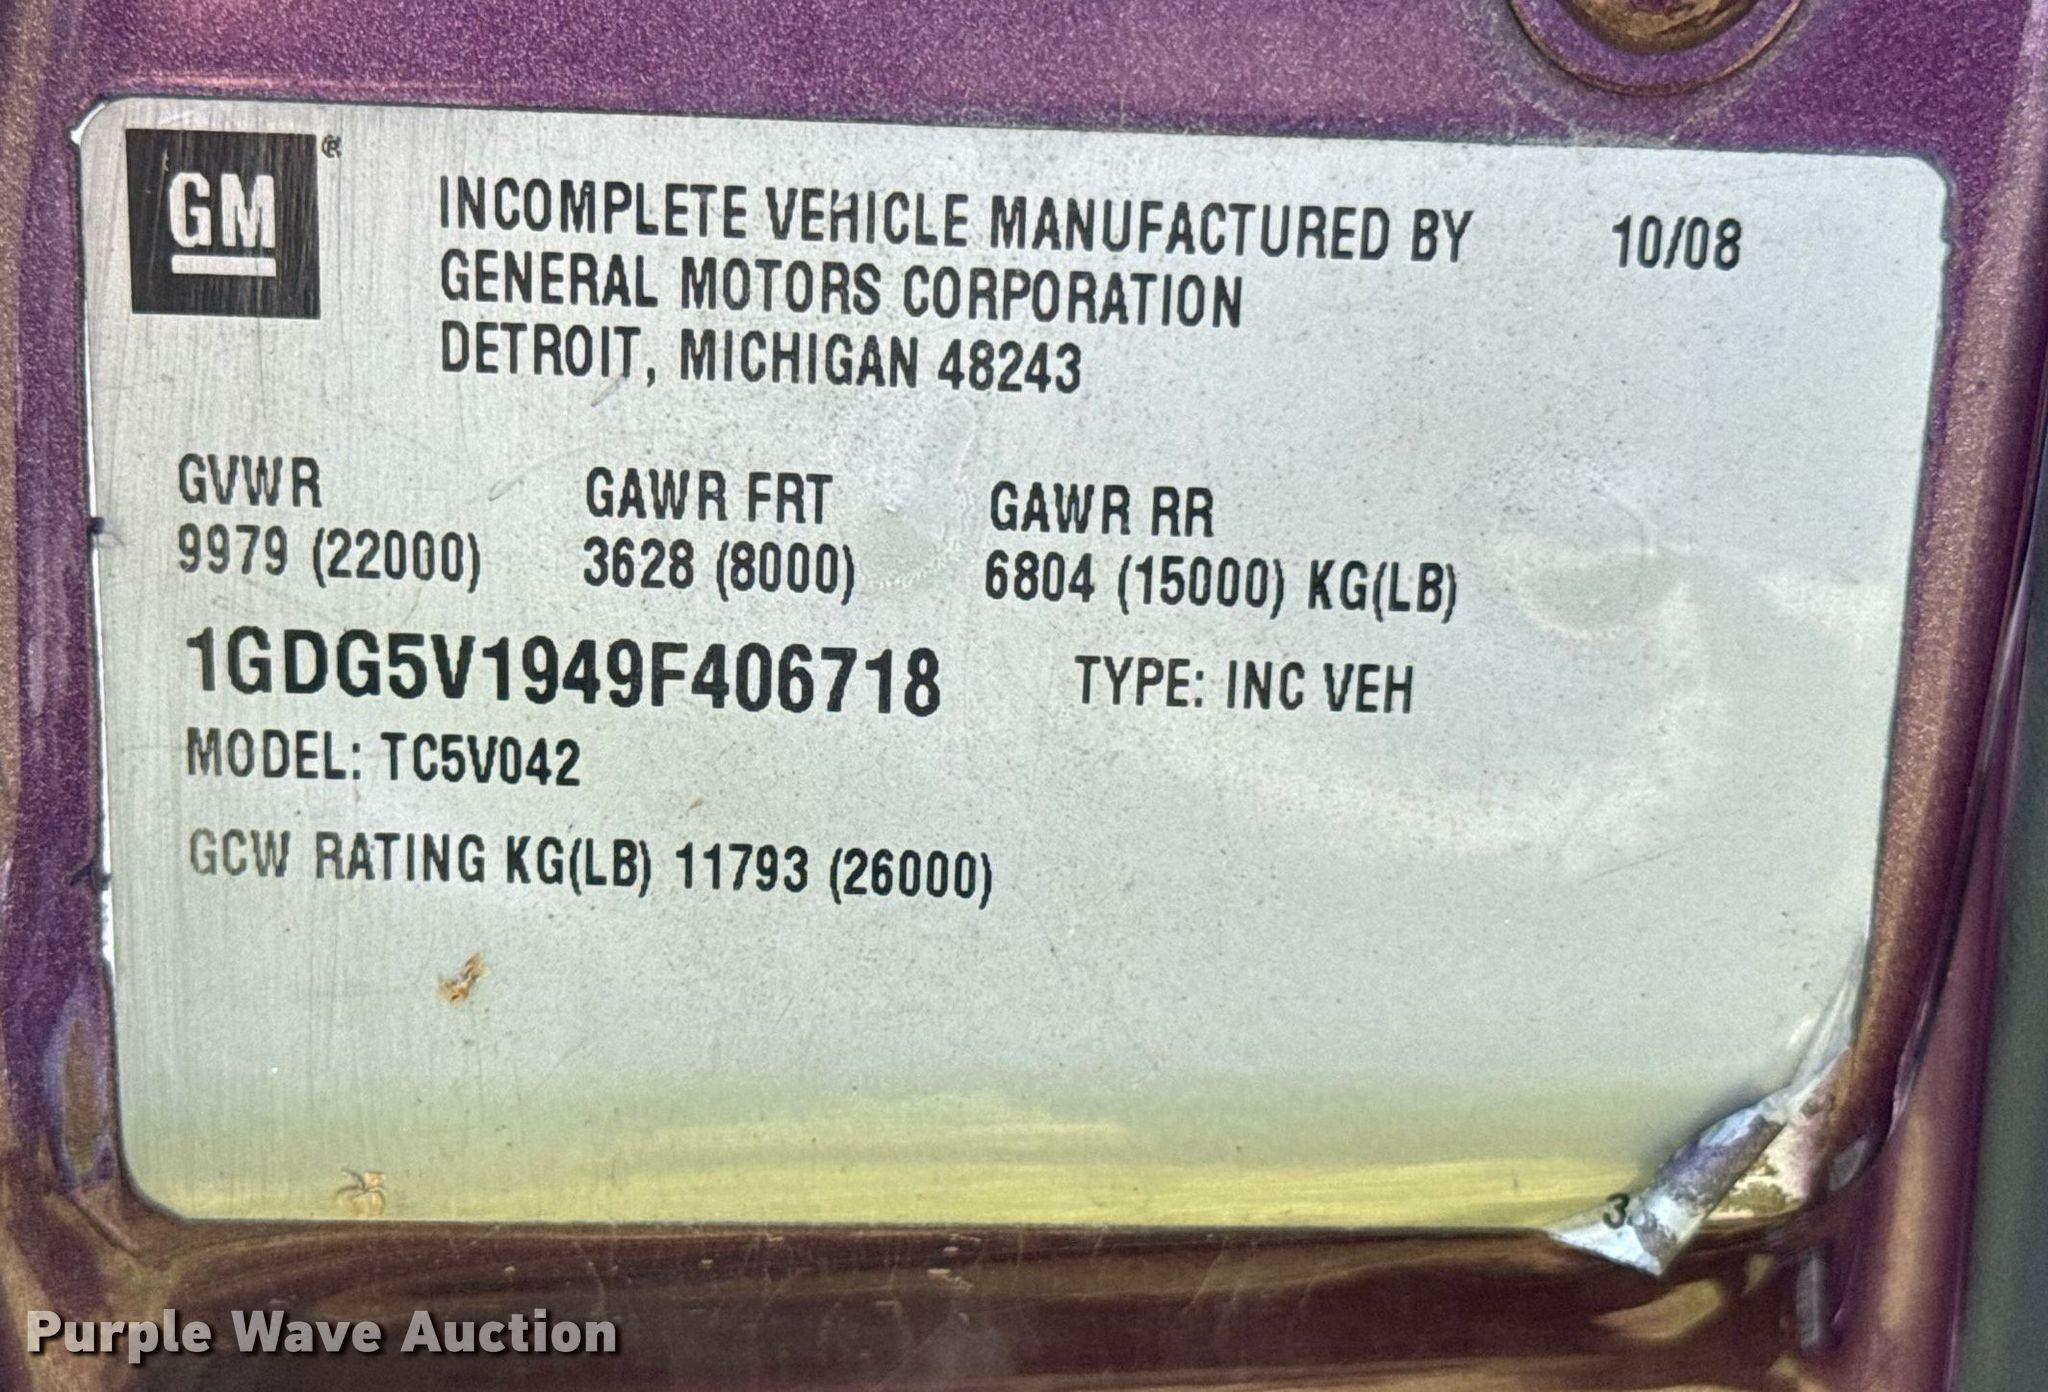 GM®
INCOMPLETE VEHICLE MANUFACTURED BY 10/08
GENERAL MOTORS CORPORATION
DETROIT, MICHIGAN 48243
GVWR GAWR FRT GAWR RR
9979 (22000) 3628 (8000) 6804 (15000) KG(LB)
1GDG5V1949F406718 TYPE: INC VEH
MODEL: TC5V042
GCW RATING KG(LB) 11793 (26000)
3
Purple Wave Auction